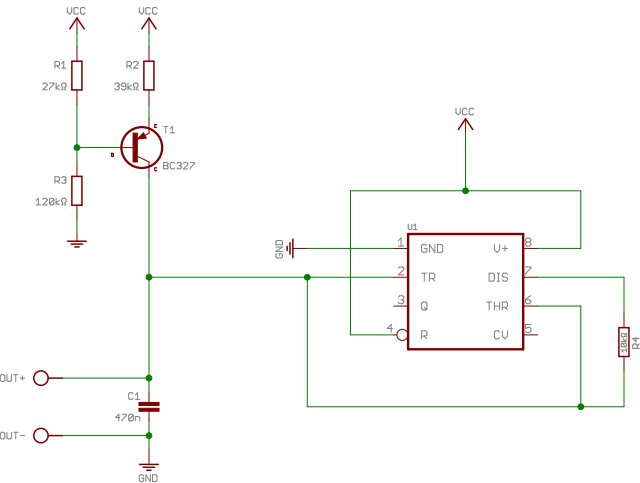 VCC
VCC
R1
27kΩ
R2
39kΩ
E
T1
B
C
BC327
R3
120kΩ
VCC
U1
GND
1
GND
V+
8
2
TR
DIS
7
3
Q
THR
6
4
R
CV
5
10kΩ
R4
OUT+
C1
470n
OUT-
GND